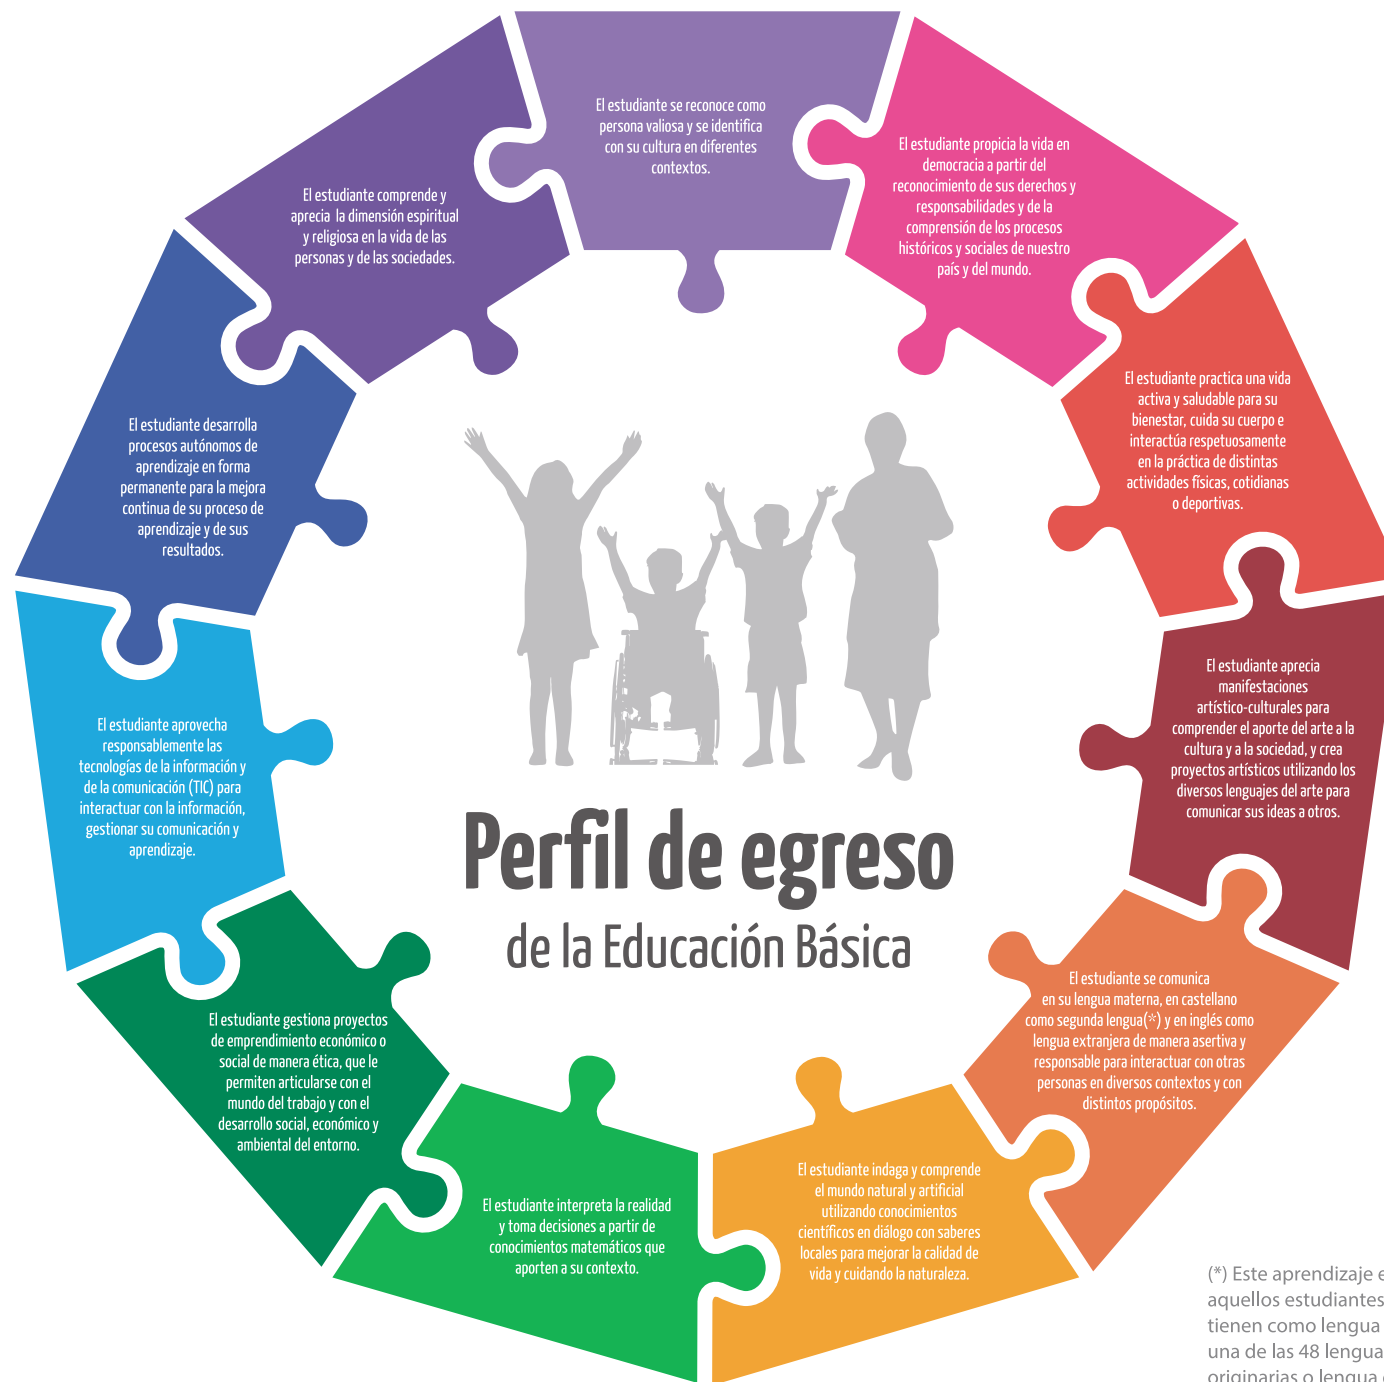 El estudiante se reconoce como
persona valiosa y se identifica
con su cultura en diferentes
contextos.
El estudiante propicia la vida en
democracia a partir del
reconocimiento de sus derechos y
responsabilidades y de la
comprensión de los procesos
históricos y sociales de nuestro
país y del mundo.
El estudiante practica una vida
activa y saludable para su
bienestar, cuida su cuerpo e
interactúa respetuosamente
en la práctica de distintas
actividades físicas, cotidianas
o deportivas.
El estudiante aprecia
manifestaciones
artístico-culturales para
comprender el aporte del arte a la
cultura y a la sociedad, y crea
proyectos artísticos utilizando los
diversos lenguajes del arte para
comunicar sus ideas a otros.
El estudiante se comunica
en su lengua materna, en castellano
como segunda lengua(*) y en inglés como
lengua extranjera de manera asertiva y
responsable para interactuar con otras
personas en diversos contextos y con
distintos propósitos.
El estudiante indaga y comprende
el mundo natural y artificial
utilizando conocimientos
científicos en diálogo con saberes
locales para mejorar la calidad de
vida y cuidando la naturaleza.
El estudiante interpreta la realidad
y toma decisiones a partir de
conocimientos matemáticos que
aporten a su contexto.
El estudiante gestiona proyectos
de emprendimiento económico o
social de manera ética, que le
permiten articularse con el
mundo del trabajo y con el
desarrollo social, económico y
ambiental del entorno.
El estudiante aprovecha
responsablemente las
tecnologías de la información y
de la comunicación (TIC) para
interactuar con la información,
gestionar su comunicación y
aprendizaje.
El estudiante desarrolla
procesos autónomos de
aprendizaje en forma
permanente para la mejora
continua de su proceso de
aprendizaje y de sus
resultados.
El estudiante comprende y
aprecia la dimensión espiritual
y religiosa en la vida de las
personas y de las sociedades.
Perfil de egreso
de la Educación Básica
(*) Este aprendizaje
aquellos estudiantes
tienen como lengua
una de las 48
originarias o lengua